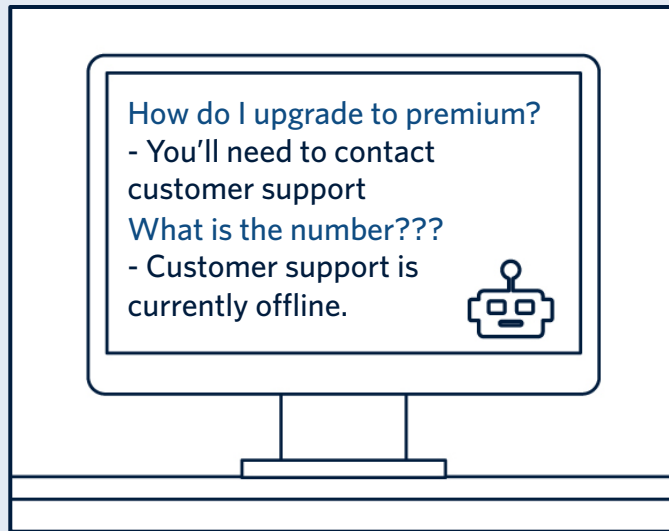 How do I upgrade to premium?
- You’ll need to contact
customer support
What is the number???
- Customer support is
currently offline.